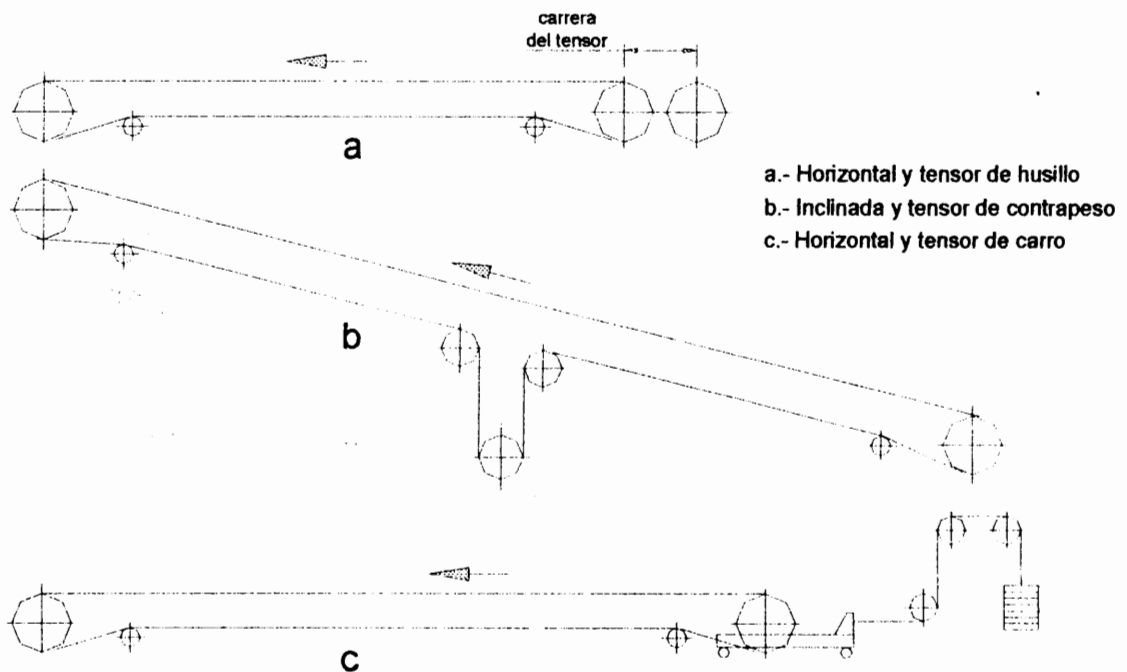 carrera
del tensor
a
a.- Horizontal y tensor de husillo
b.- Inclinada y tensor de contrapeso
c.- Horizontal y tensor de carro
b
c